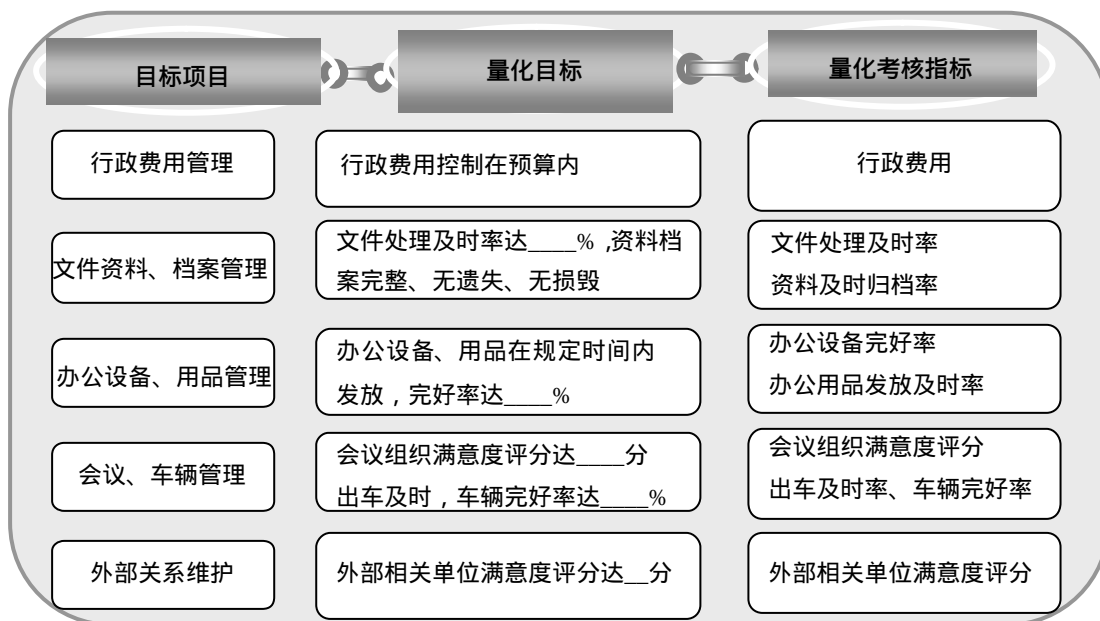 目标项目
量化目标
量化考核指标
行政费用管理
行政费用控制在预算内
行政费用
文件资料、档案管理
文件处理及时率达____% ,资料档
案完整、无遗失、无损毁
文件处理及时率
资料及时归档率
办公设备、用品管理
办公设备、用品在规定时间内
发放，完好率达____%
办公设备完好率
办公用品发放及时率
会议、车辆管理
会议组织满意度评分达____分
出车及时，车辆完好率达____%
会议组织满意度评分
出车及时率、车辆完好率
外部关系维护
外部相关单位满意度评分达__分
外部相关单位满意度评分